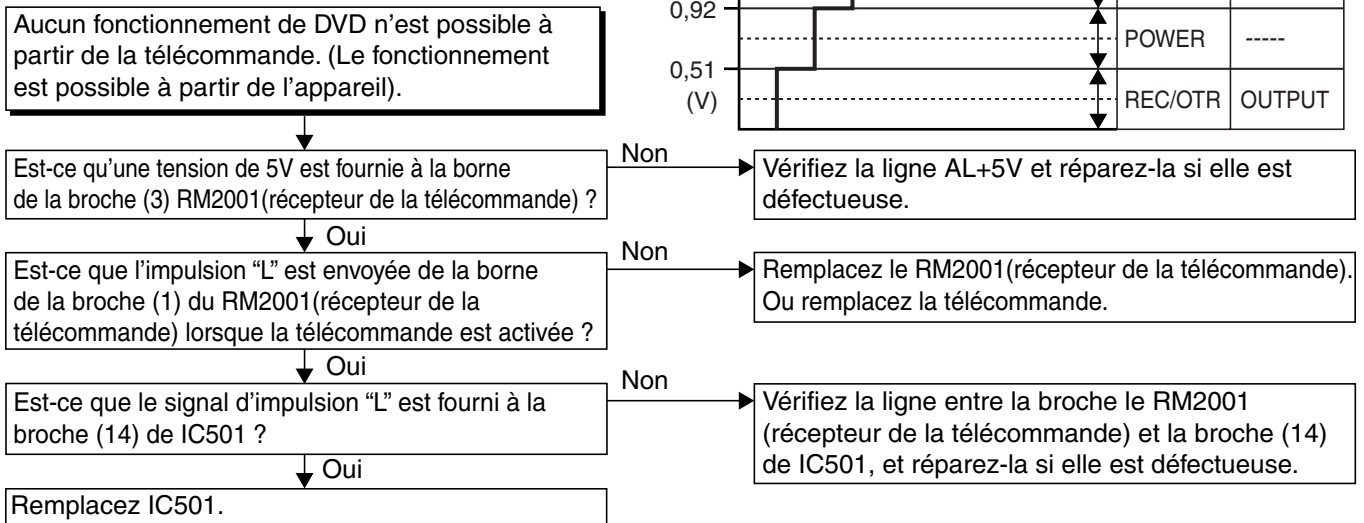 Aucun fonctionnement de DVD n'est possible à
partir de la télécommande. (Le fonctionnement
est possible à partir de l'appareil).
0,92
POWER -----
0,51
(V)
REC/OTR OUTPUT
Est-ce qu'une tension de 5V est fournie à la borne
de la broche (3) RM2001(récepteur de la télécommande) ?
Non
Vérifiez la ligne AL+5V et réparez-la si elle est
défectueuse.
Oui
Est-ce que l'impulsion “L” est envoyée de la borne
de la broche (1) du RM2001(récepteur de la
télécommande) lorsque la télécommande est activée ?
Non
Remplacez le RM2001(récepteur de la télécommande).
Ou remplacez la télécommande.
Oui
Est-ce que le signal d'impulsion “L” est fourni à la
broche (14) de IC501 ?
Non
Vérifiez la ligne entre la broche le RM2001
(récepteur de la télécommande) et la broche (14)
de IC501, et réparez-la si elle est défectueuse.
Oui
Remplacez IC501.